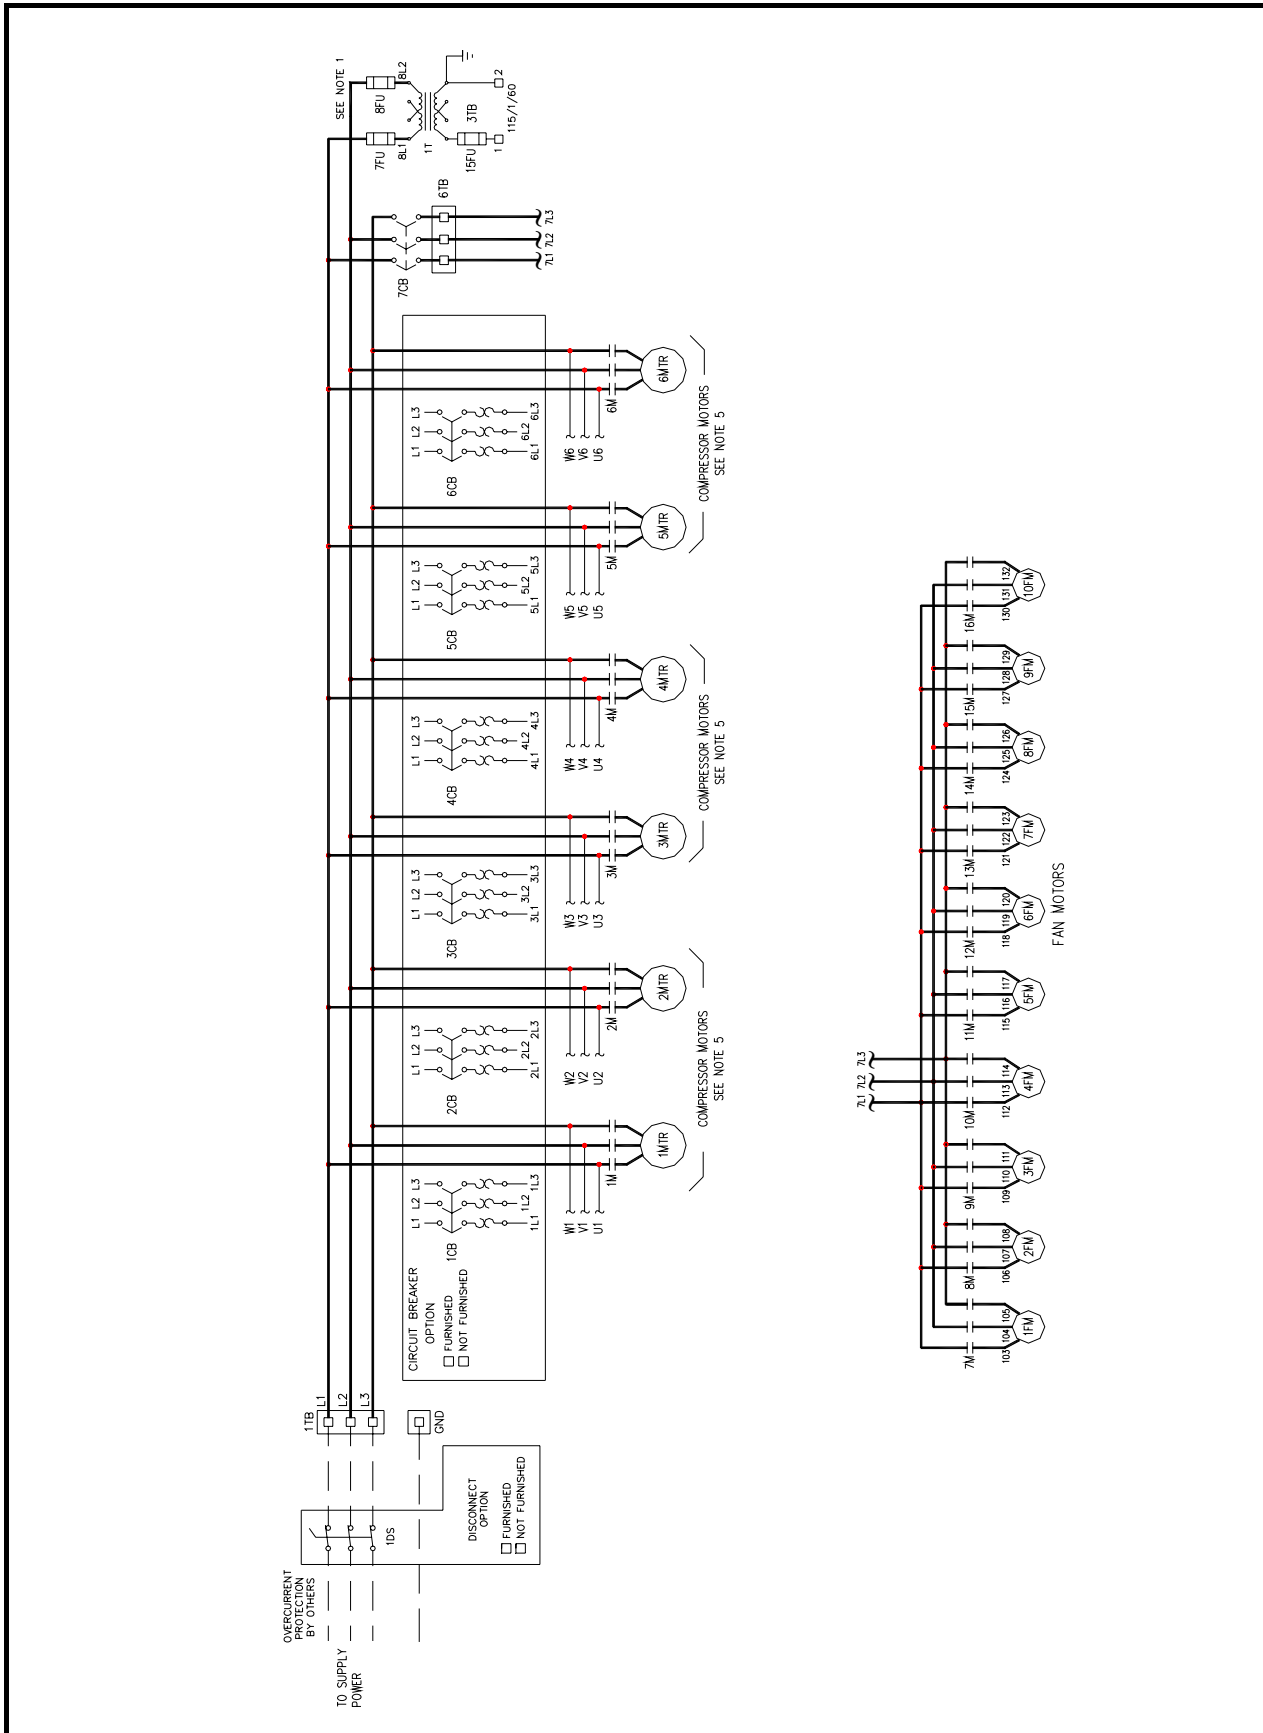 SEE NOTE 1
7FU
8FU
8L1
8L2
1T
3TB
15FU
1
2
115/1/60
7CB
6TB
7L1
7L2
7L3
TO SUPPLY
POWER
OVERCURRENT
PROTECTION
BY OTHERS
1DS
DISCONNECT
OPTION
FURNISHED
NOT FURNISHED
1TB
L1
L2
L3
GND
CIRCUIT BREAKER
OPTION
FURNISHED
NOT FURNISHED
L1
L2
L3
1CB
1L1
1L2
1L3
W1
V1
U1
1M
1MTR
L1
L2
L3
2CB
2L1
2L2
2L3
W2
V2
U2
2M
2MTR
COMPRESSOR MOTORS
SEE NOTE 5
L1
L2
L3
3CB
3L1
3L2
3L3
W3
V3
U3
3M
3MTR
L1
L2
L3
4CB
4L1
4L2
4L3
W4
V4
U4
4M
4MTR
COMPRESSOR MOTORS
SEE NOTE 5
L1
L2
L3
5CB
5L1
5L2
5L3
W5
V5
U5
5M
5MTR
L1
L2
L3
6CB
6L1
6L2
6L3
W6
V6
U6
6M
6MTR
COMPRESSOR MOTORS
SEE NOTE 5
7L1
7L2
7L3
7M
103
104
105
1FM
8M
106
107
108
2FM
9M
109
110
111
3FM
10M
112
113
114
4FM
11M
115
116
117
5FM
12M
118
119
120
6FM
13M
121
122
123
7FM
14M
124
125
126
8FM
15M
127
128
129
9FM
16M
130
131
132
10FM
FAN MOTORS